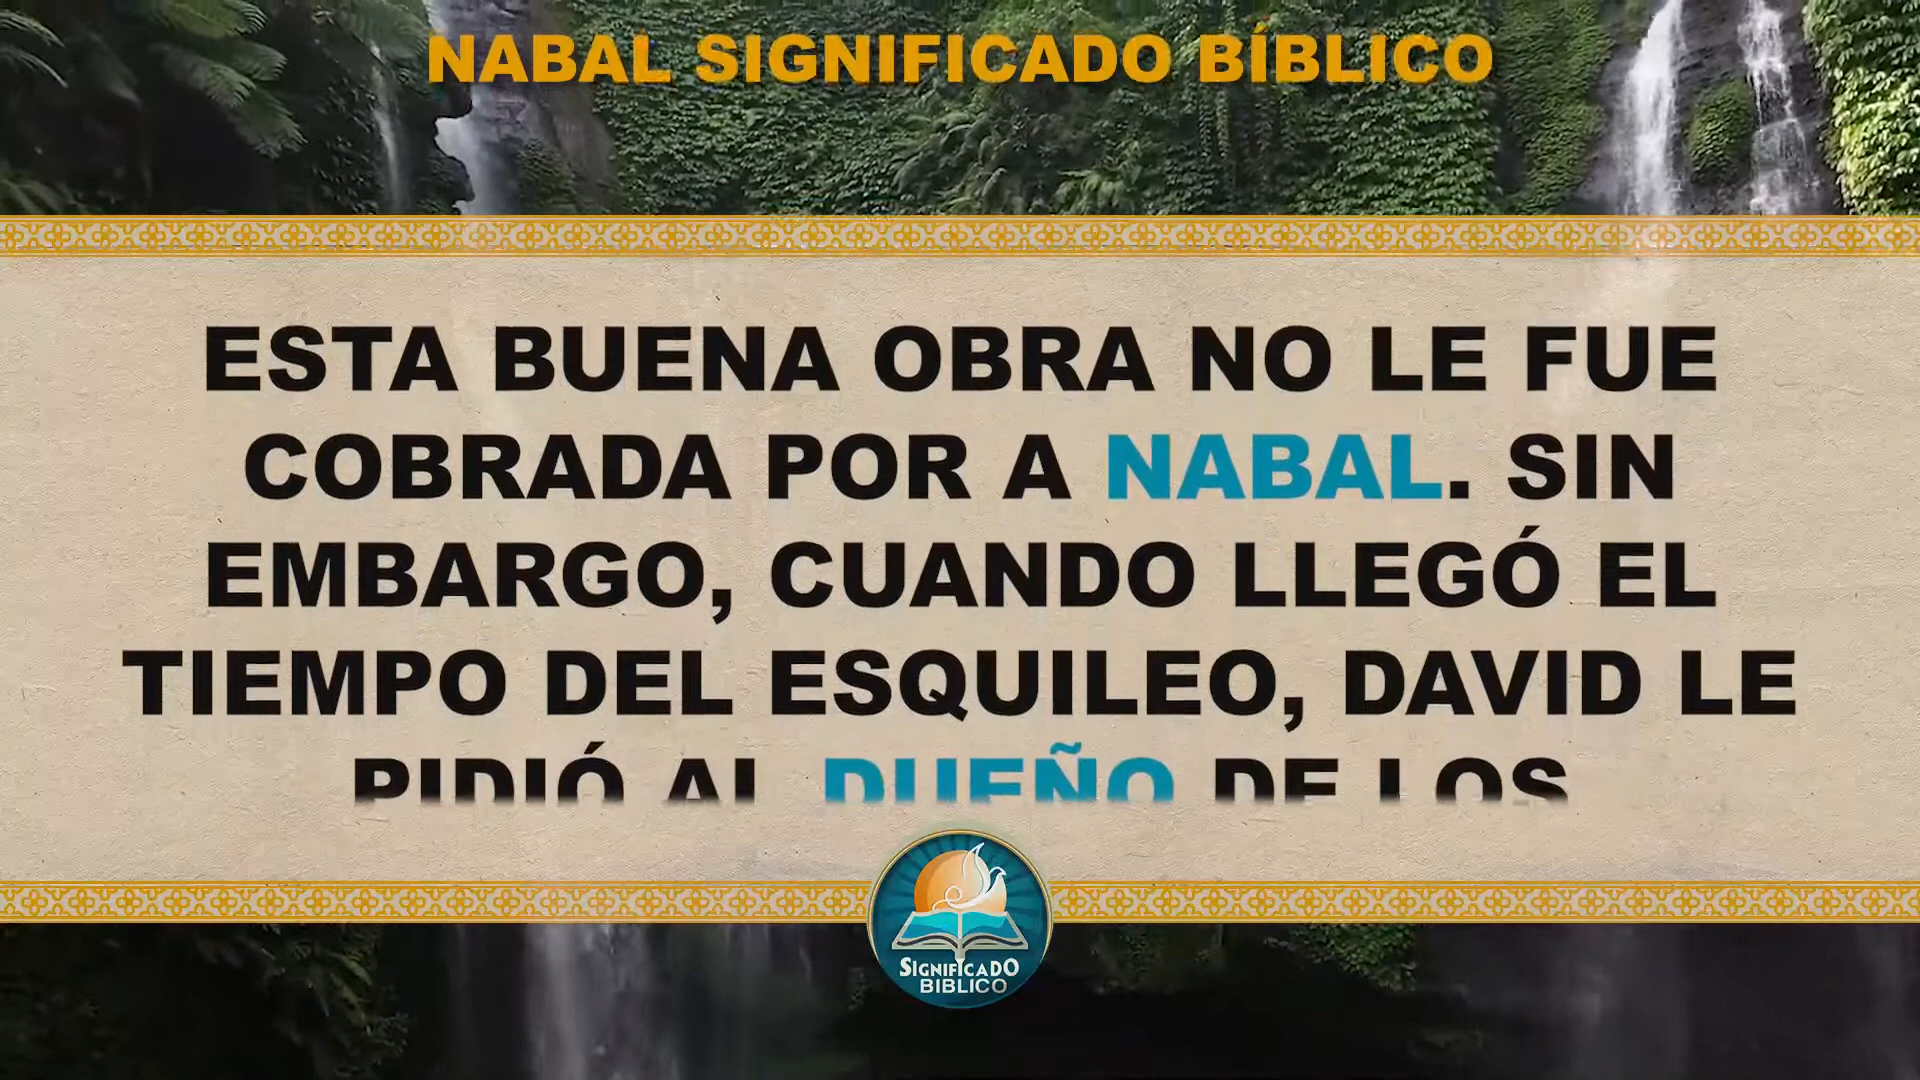 NABAL SIGNIFICADO BÍBLICO
ESTA BUENA OBRA NO LE FUE
COBRADA POR A NABAL. SIN
EMBARGO, CUANDO LLEGÓ EL
TIEMPO DEL ESQUILEO, DAVID LE
PIDIÓ AL DUEÑO DE LOS
SIGNIFICADO
BIBLICO